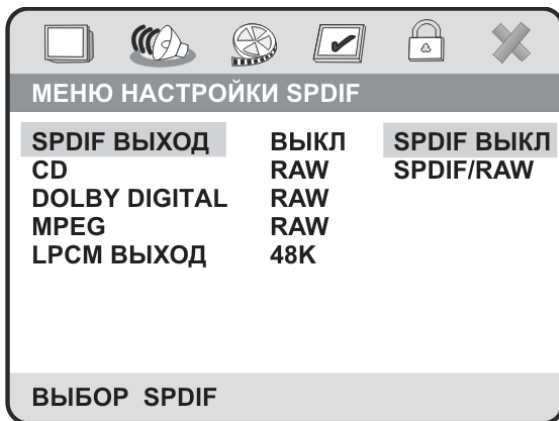 МЕНЮ НАСТРОЙКИ SPDIF
SPDIF ВЫХОД ВЫКЛ SPDIF ВЫКЛ
CD RAW SPDIF/RAW
DOLBY DIGITAL RAW
MPEG RAW
LPCM ВЫХОД 48K
ВЫБОР SPDIF